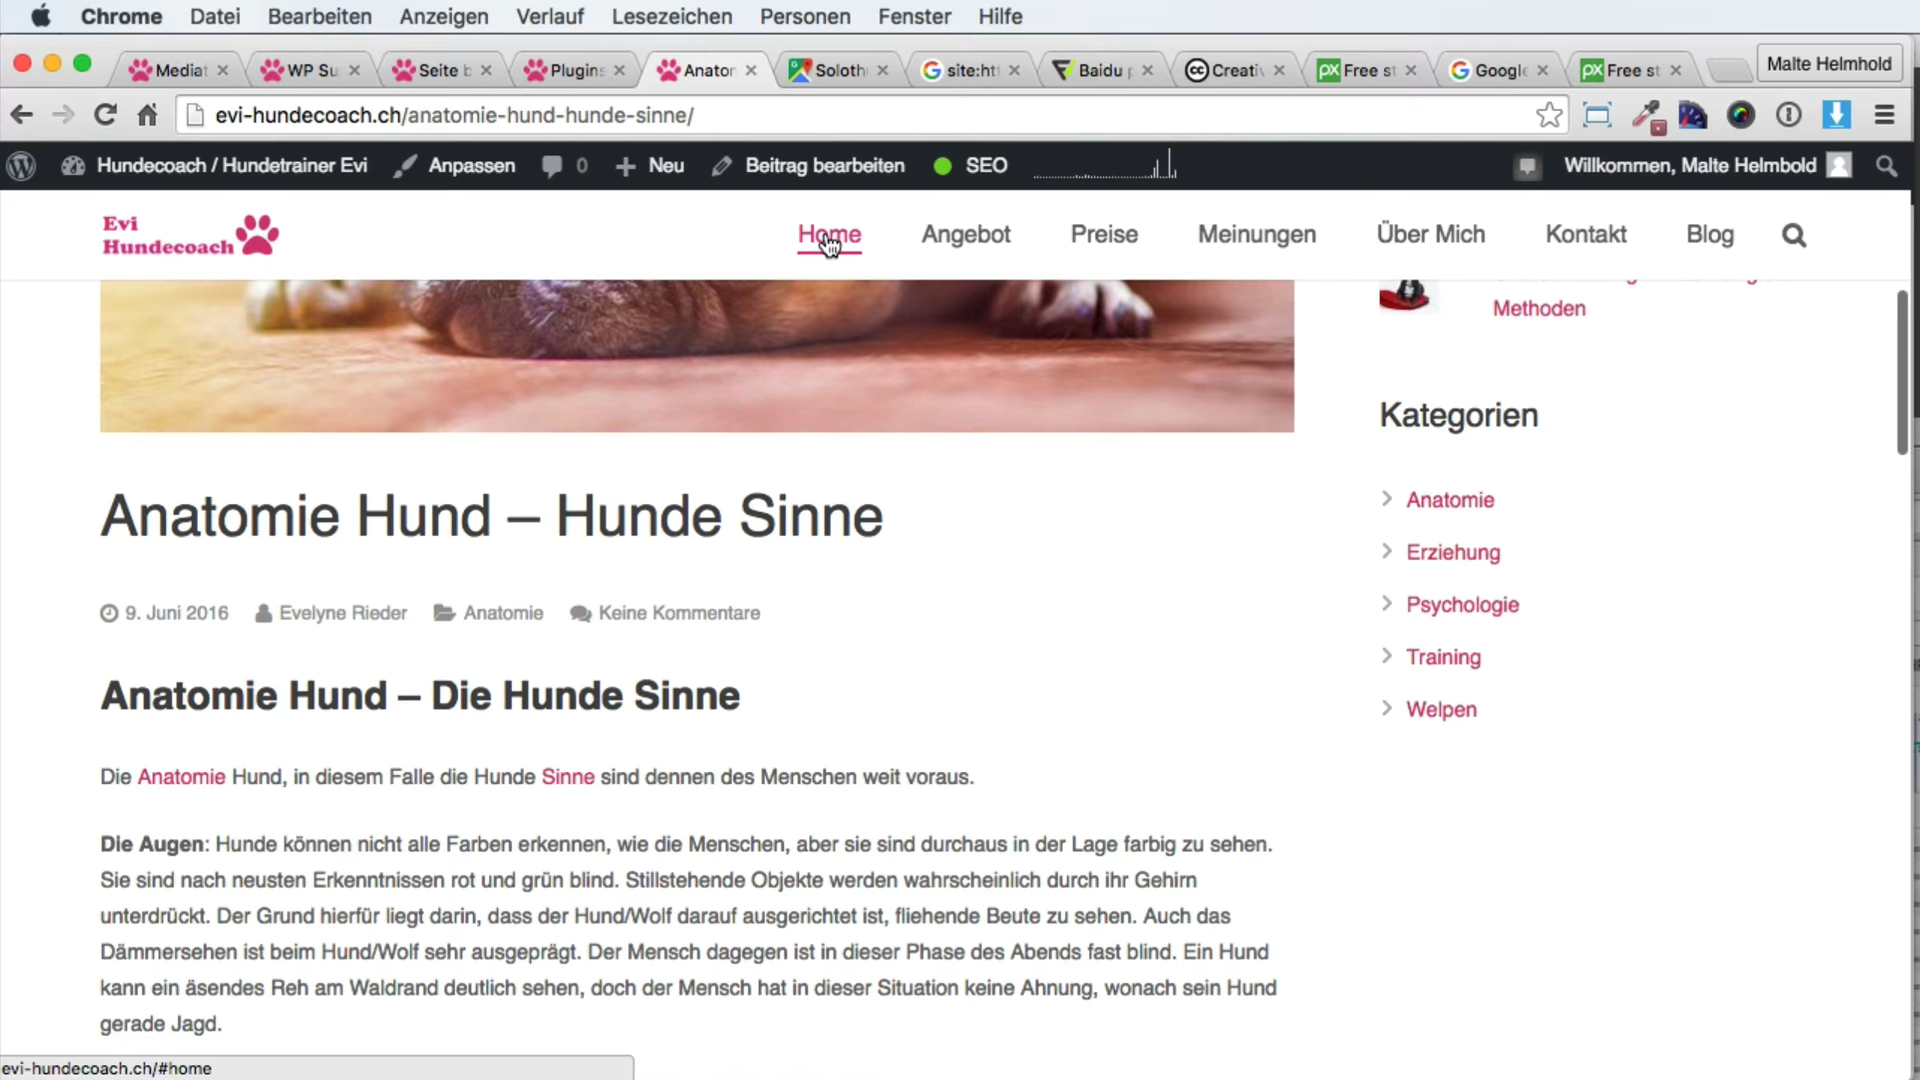 Chrome Datei Bearbeiten Anzeigen Verlauf Lesezeichen Personen Fenster Hilfe
Mediat WP Su Seite b Plugins Anator Soloth site:htt Baidu p Creativ Free st Google Free st Malte Helmhold
evi-hundecoach.ch/anatomie-hund-hunde-sinne/
Hundecoach / Hundetrainer Evi Anpassen 0 Neu Beitrag bearbeiten SEO Willkommen, Malte Helmbold
Evi
Hundecoach
Home Angebot Preise Meinungen Über Mich Kontakt Blog
Methoden
Kategorien
Anatomie
Erziehung
Psychologie
Training
Welpen
Anatomie Hund – Hunde Sinne
9. Juni 2016 Evelyne Rieder Anatomie Keine Kommentare
Anatomie Hund – Die Hunde Sinne
Die Anatomie Hund, in diesem Falle die Hunde Sinne sind dennen des Menschen weit voraus.
Die Augen: Hunde können nicht alle Farben erkennen, wie die Menschen, aber sie sind durchaus in der Lage farbig zu sehen.
Sie sind nach neusten Erkenntnissen rot und grün blind. Stillstehende Objekte werden wahrscheinlich durch ihr Gehirn
unterdrückt. Der Grund hierfür liegt darin, dass der Hund/Wolf darauf ausgerichtet ist, fliehende Beute zu sehen. Auch das
Dämmersehen ist beim Hund/Wolf sehr ausgeprägt. Der Mensch dagegen ist in dieser Phase des Abends fast blind. Ein Hund
kann ein äsendes Reh am Waldrand deutlich sehen, doch der Mensch hat in dieser Situation keine Ahnung, wonach sein Hund
gerade Jagd.
evi-hundecoach.ch/#home